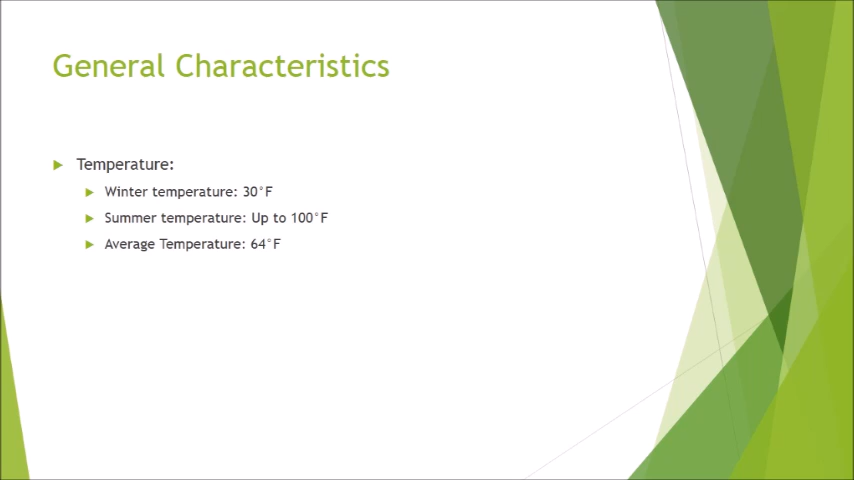 General Characteristics
Temperature:
Winter temperature: 30°F
Summer temperature: Up to 100°F
Average Temperature: 64°F